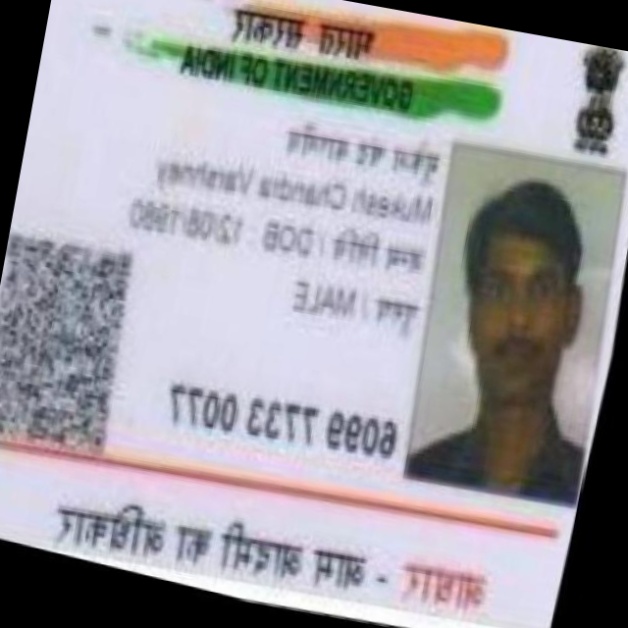 भारत सरकार
GOVERNMENT OF INDIA
मुकेश चंद वार्ष्णेय
Mukesh Chandra Varshney
जन्म तिथि / DOB : 12/08/1980
पुरुष / MALE
6099 7733 0077
आधार - आम आदमी का अधिकार